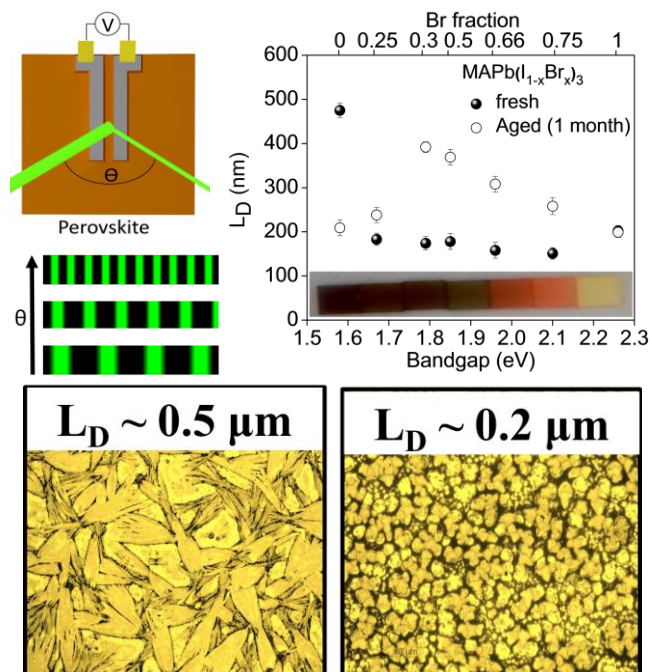 V
Θ
Perovskite
θ
Br fraction
0 0.25 0.3 0.5 0.66 0.75 1
MAPb(I1-xBrx)3
fresh
Aged (1 month)
LD (nm)
600
500
400
300
200
100
0
1.5 1.6 1.7 1.8 1.9 2.0 2.1 2.2 2.3
Bandgap (eV)
LD ~ 0.5 µm
LD ~ 0.2 µm